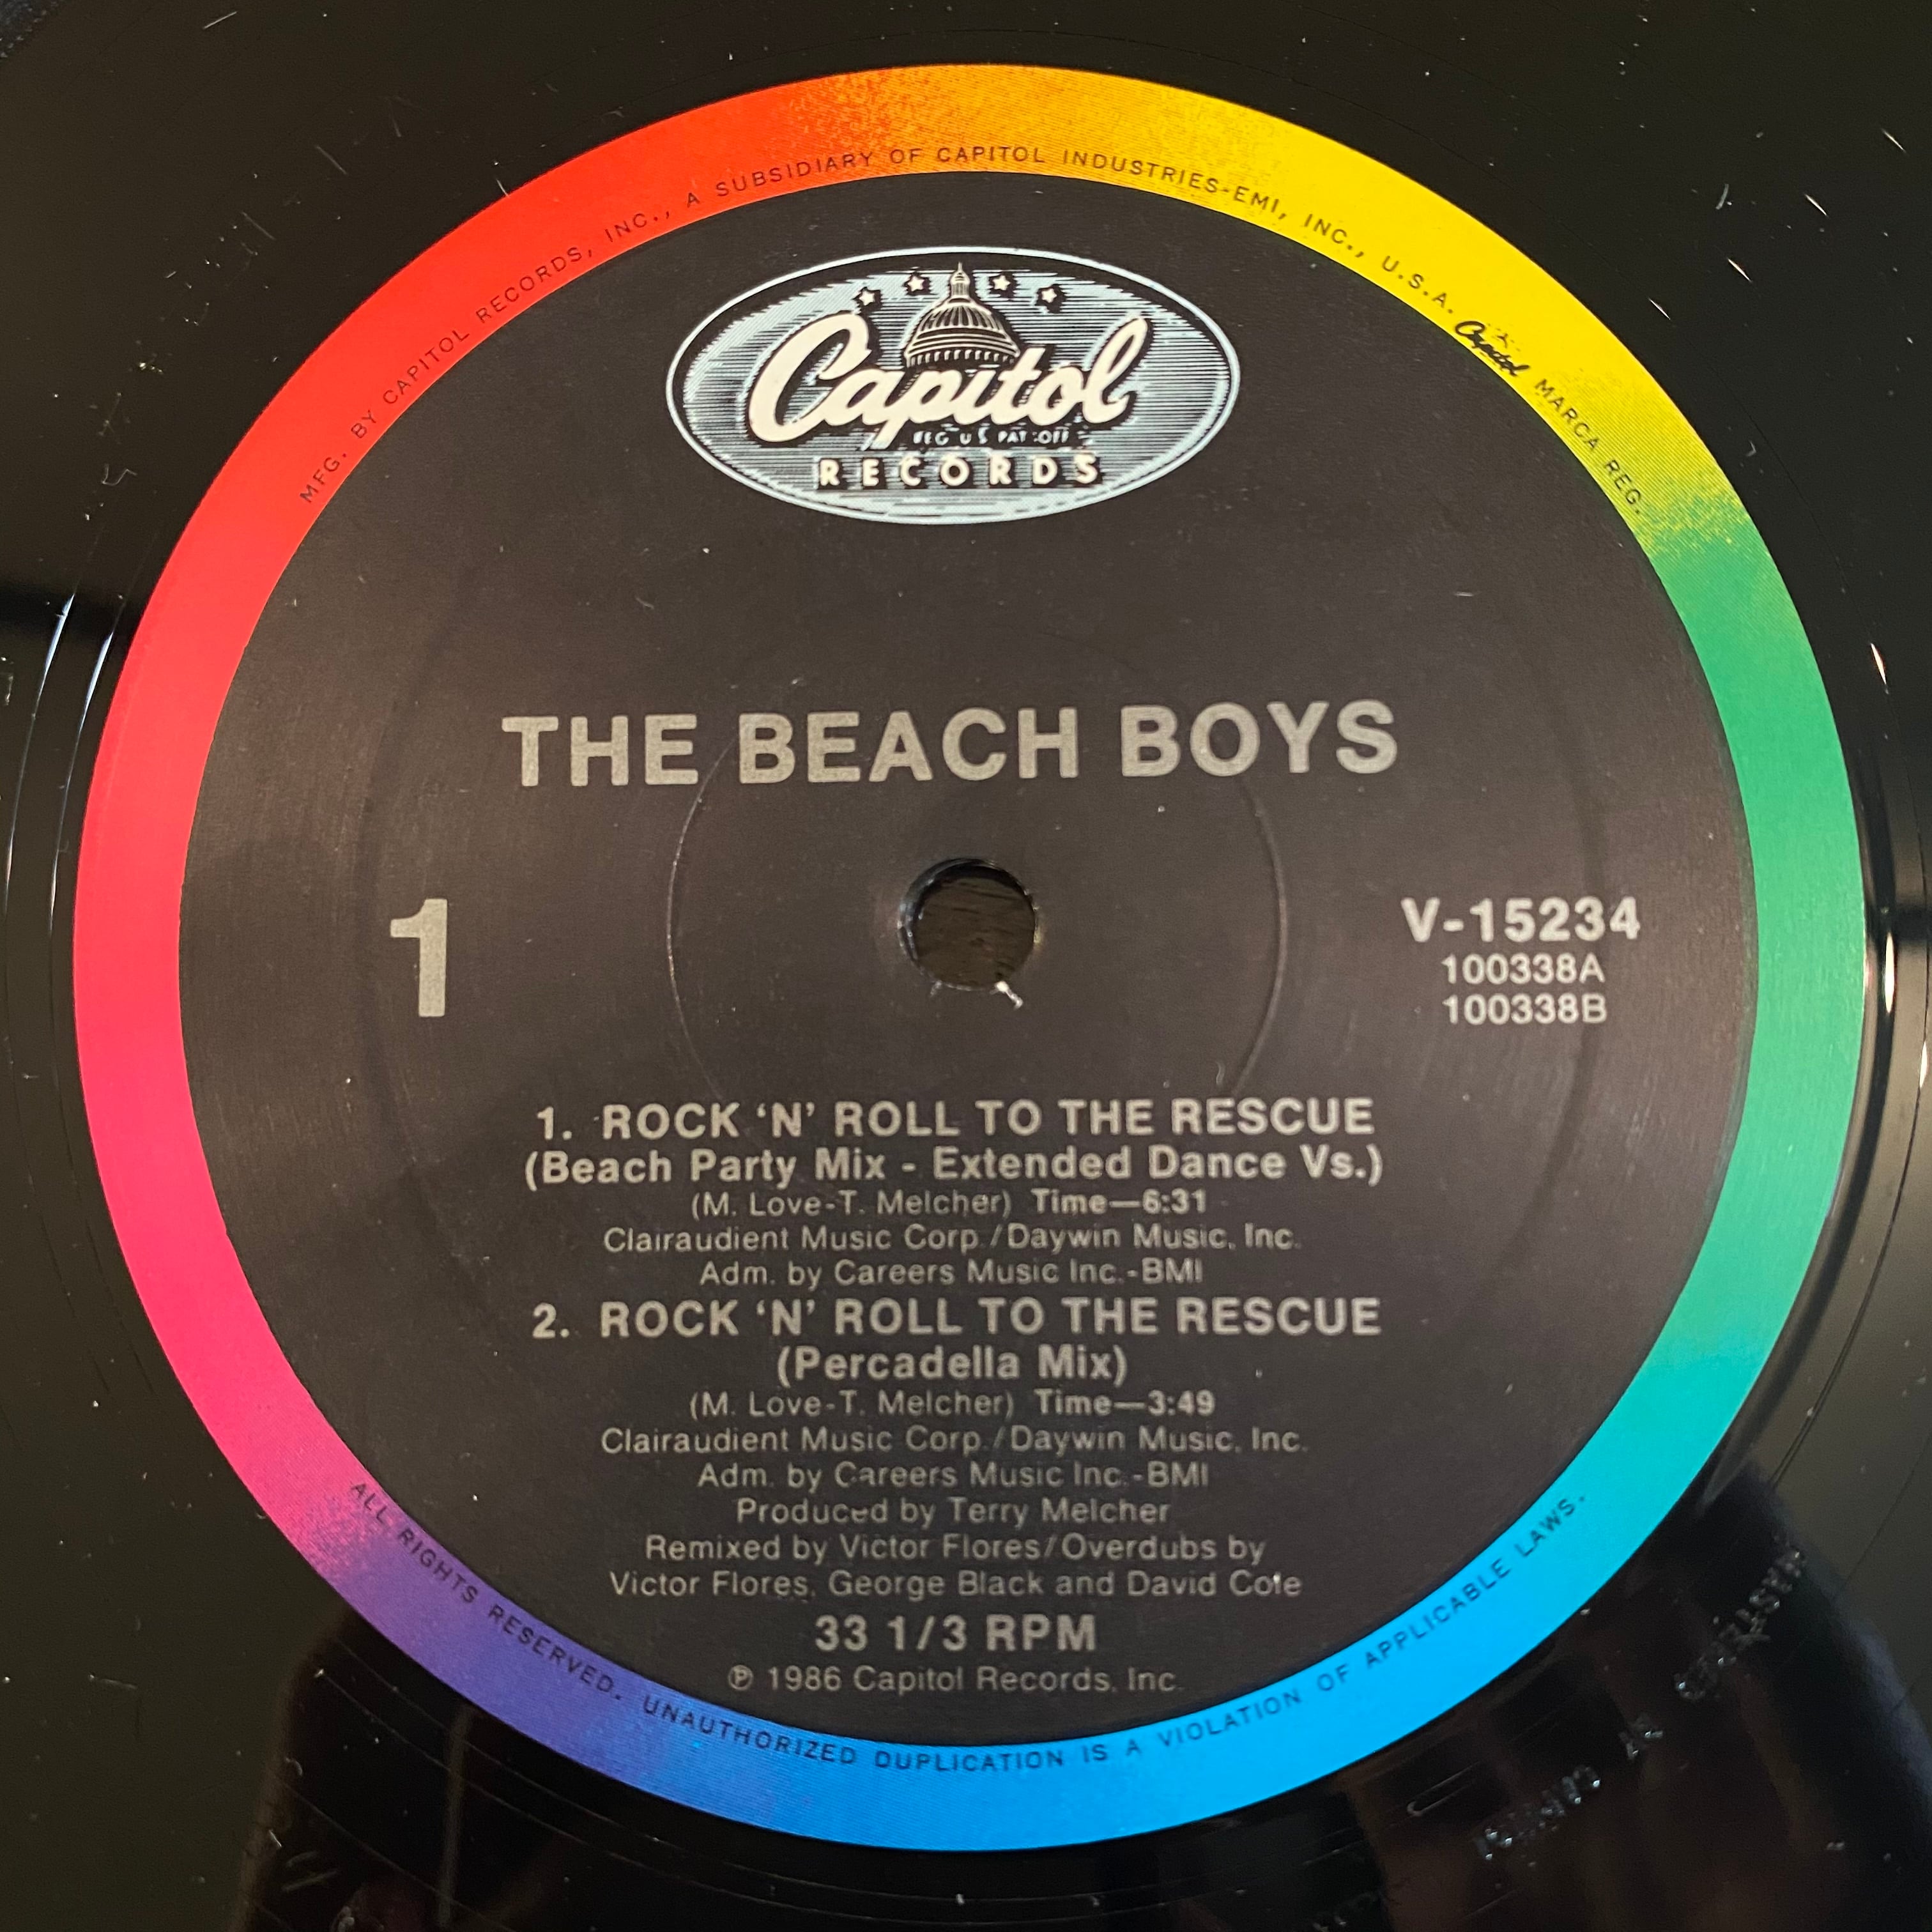 MFG. BY CAPITOL RECORDS, INC., A SUBSIDIARY OF CAPITOL INDUSTRIES-EMI, INC., U.S.A. Capitol MARCA REG.
Capitol
REG U S PAT OFF
RECORDS
THE BEACH BOYS
1
V-15234
100338A
100338B
1. ROCK ‘N’ ROLL TO THE RESCUE
(Beach Party Mix - Extended Dance Vs.)
(M. Love-T. Melcher) Time—6:31
Clairaudient Music Corp./Daywin Music, Inc.
Adm. by Careers Music Inc.-BMI
2. ROCK ‘N’ ROLL TO THE RESCUE
(Percadella Mix)
(M. Love-T. Melcher) Time—3:49
Clairaudient Music Corp./Daywin Music, Inc.
Adm. by Careers Music Inc.-BMI
Produced by Terry Melcher
Remixed by Victor Flores/Overdubs by
Victor Flores, George Black and David Cole
33 1/3 RPM
℗ 1986 Capitol Records, Inc.
ALL RIGHTS RESERVED. UNAUTHORIZED DUPLICATION IS A VIOLATION OF APPLICABLE LAWS.
MASTERED BY CAPITOL